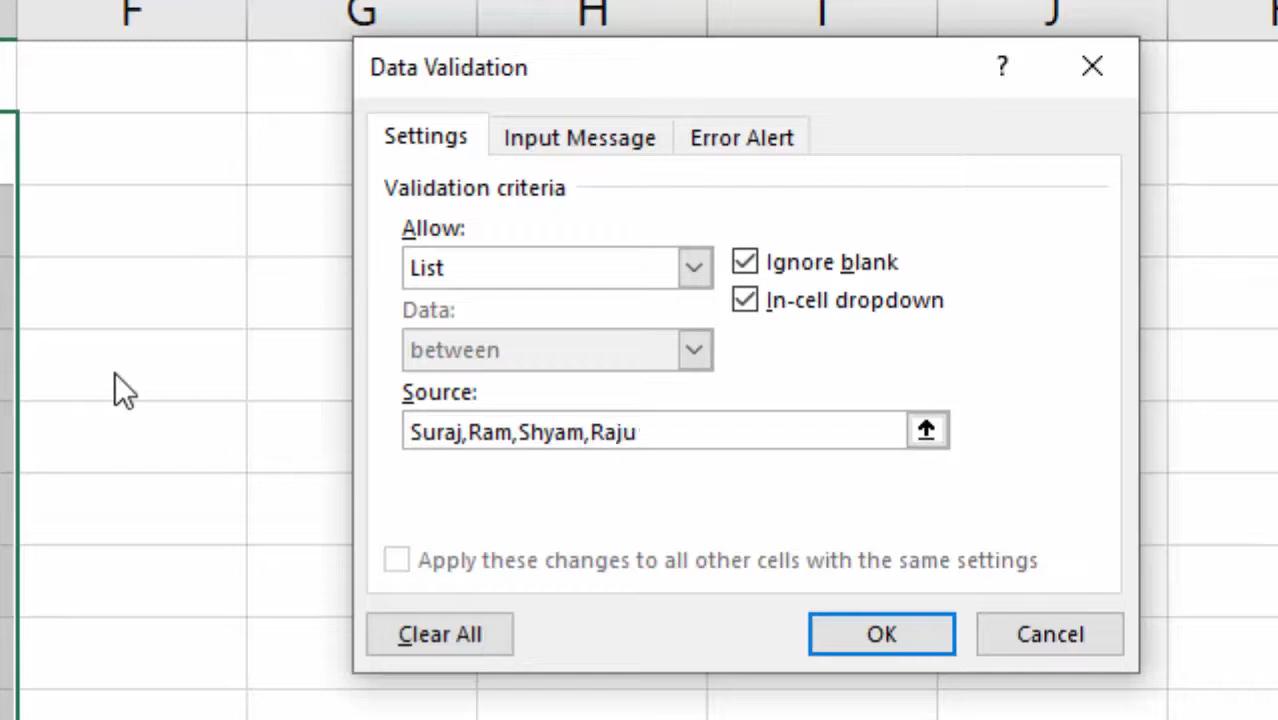 F G H I J
Data Validation ?
Settings Input Message Error Alert
Validation criteria
Allow:
List
Ignore blank
Data:
In-cell dropdown
between
Source:
Suraj,Ram,Shyam,Raju
Apply these changes to all other cells with the same settings
Clear All OK Cancel